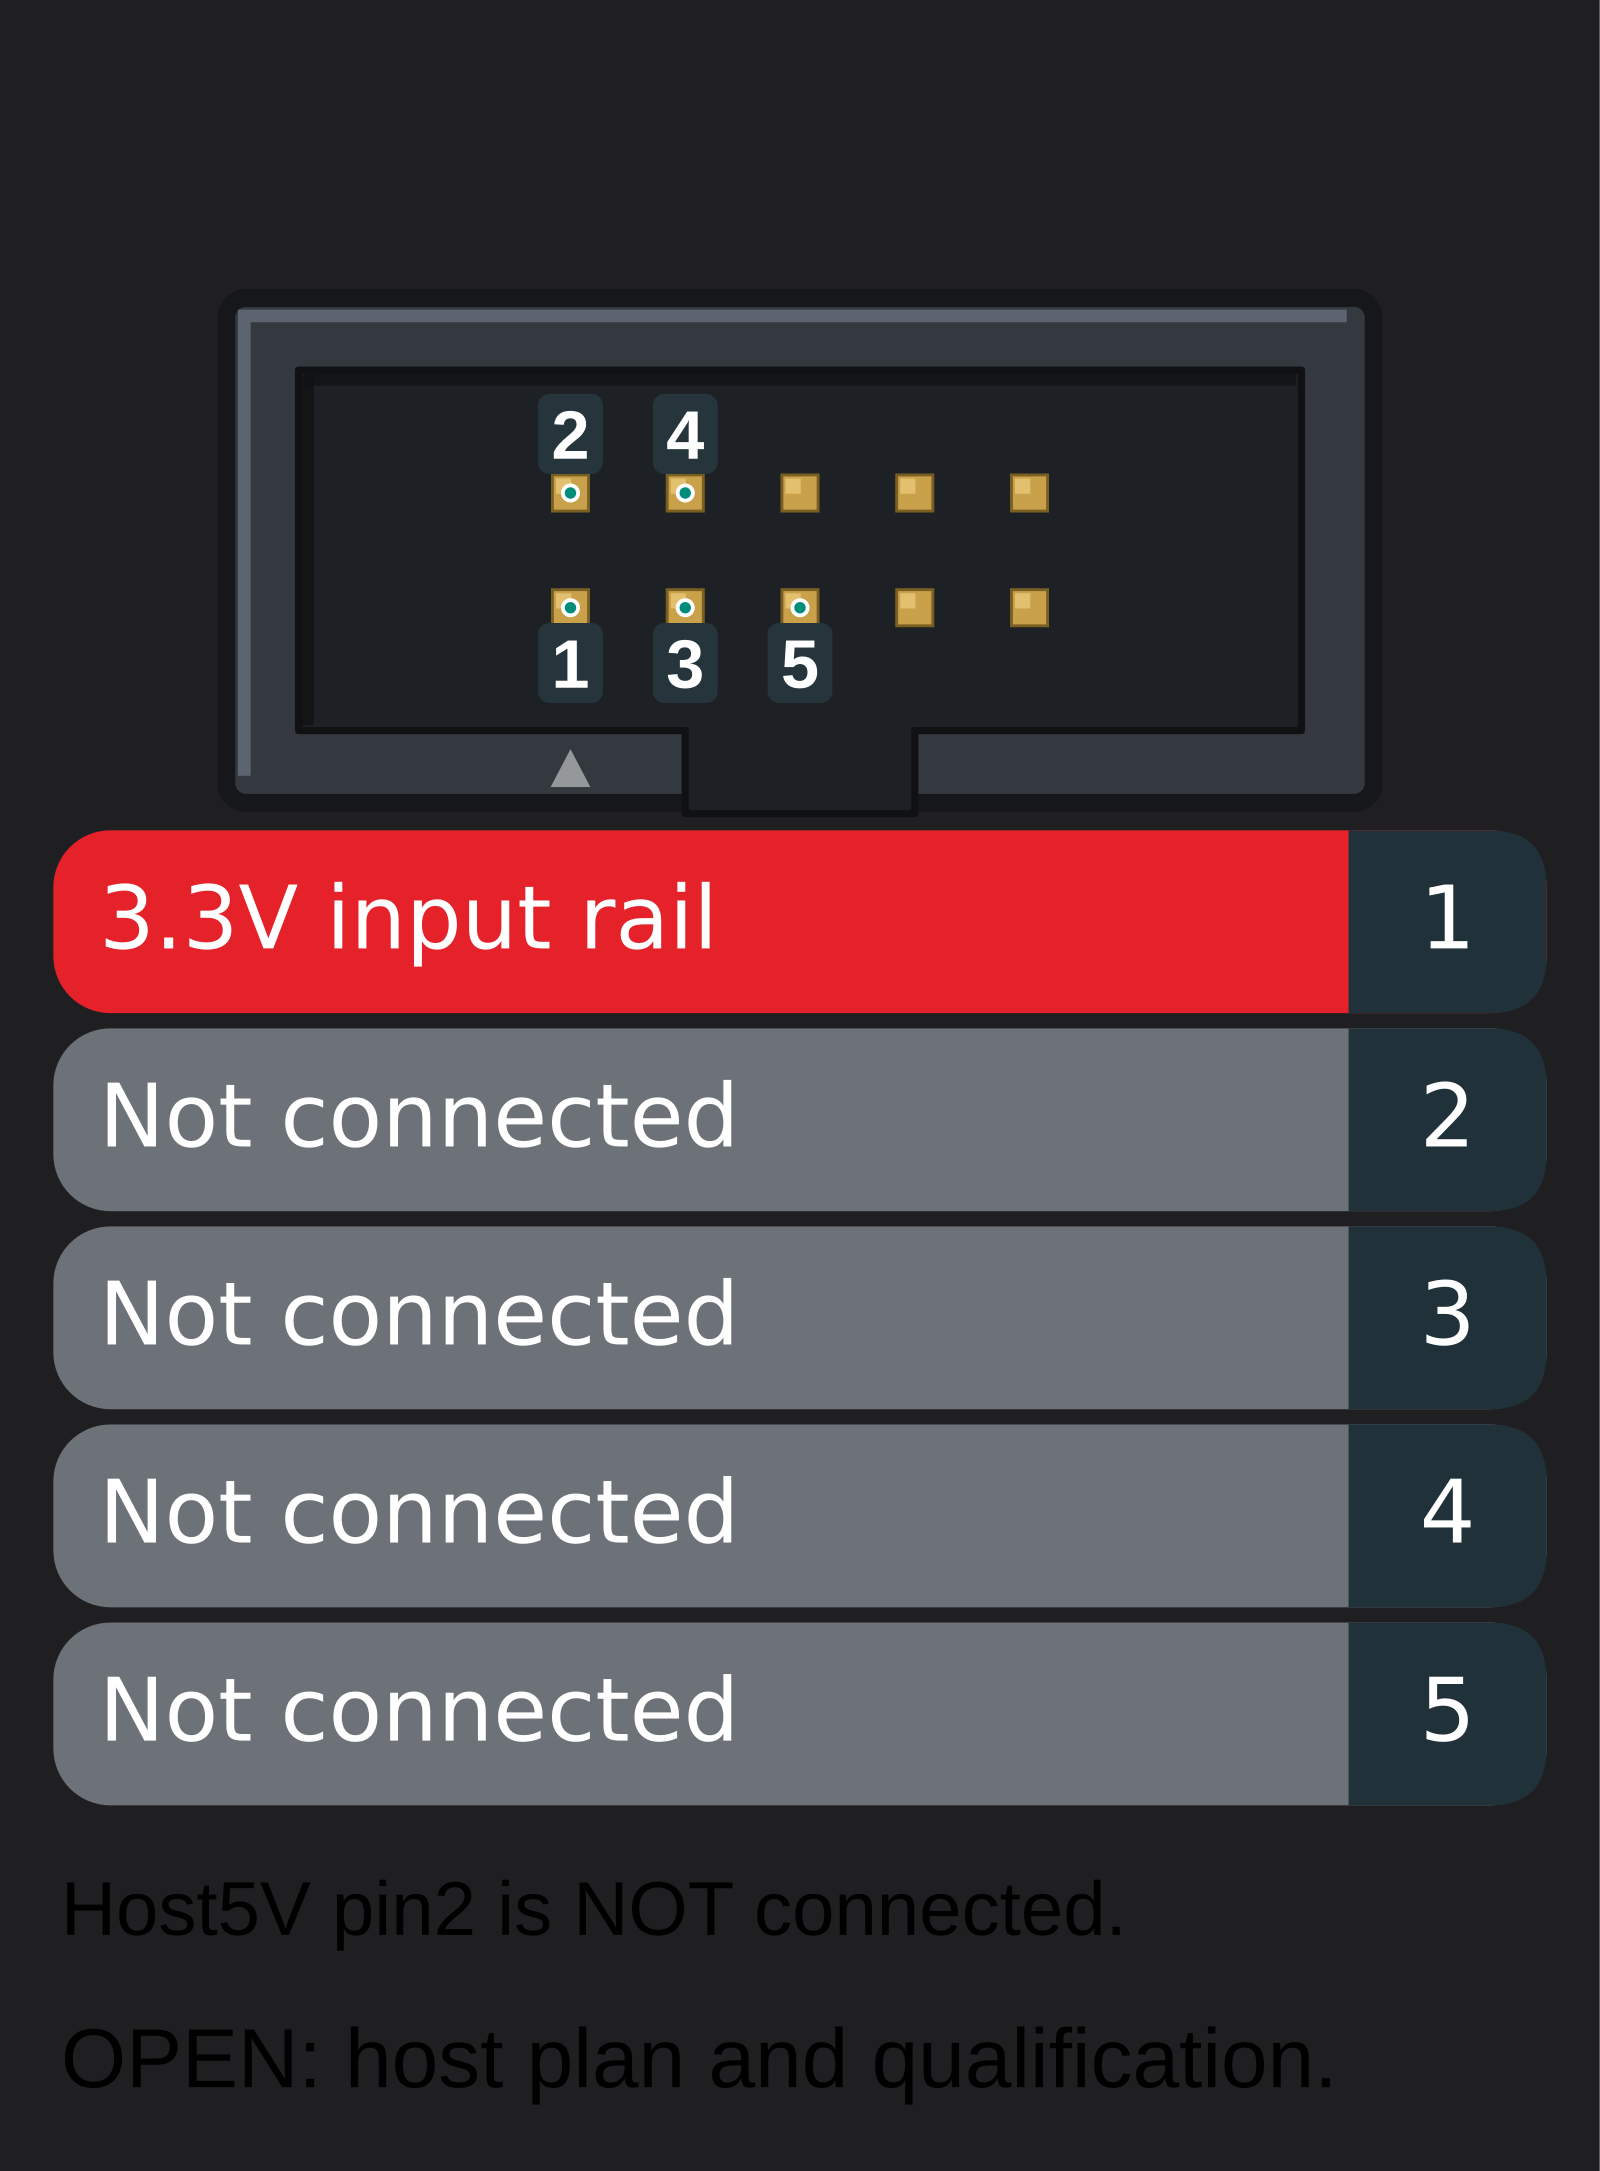 2 4
1 3 5
3.3V input rail 1
Not connected 2
Not connected 3
Not connected 4
Not connected 5
Host5V pin2 is NOT connected.
OPEN: host plan and qualification.